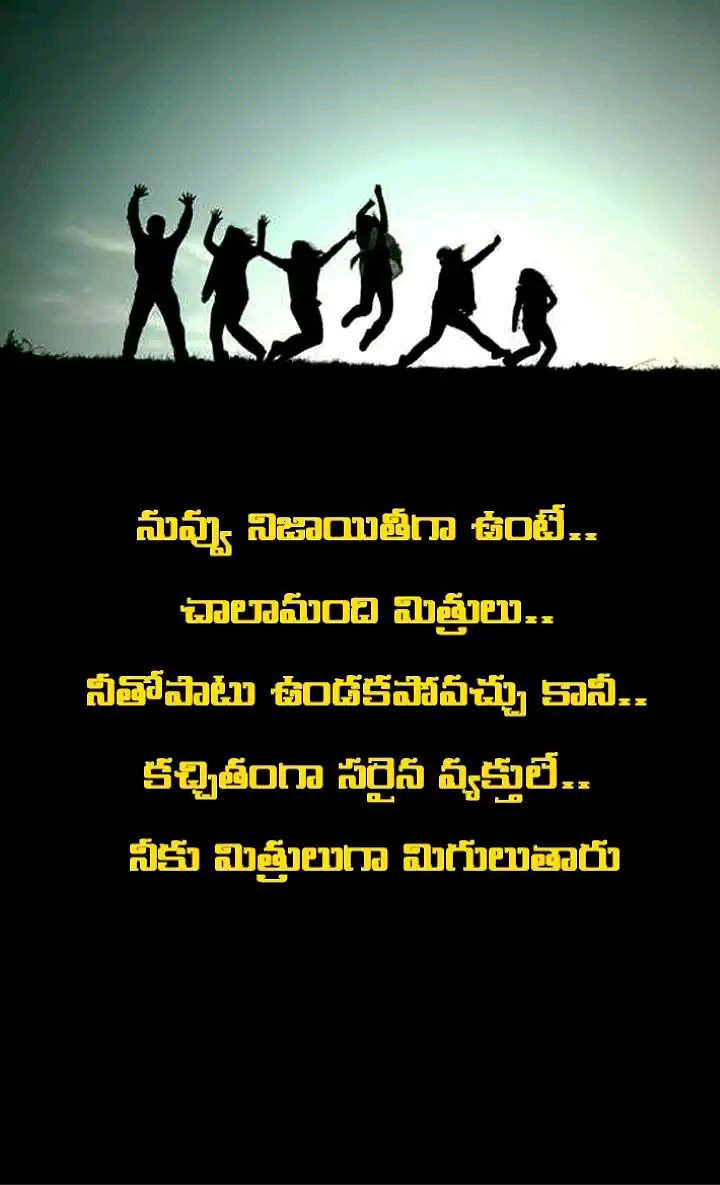 నువ్వు నిజాయితీగా ఉంటే..
చాలామంది మిత్రులు..
నీతోపాటు ఉండకపోవచ్చు కానీ..
కచ్చితంగా సరైన వ్యక్తులే..
నీకు మిత్రులుగా మిగులుతారు